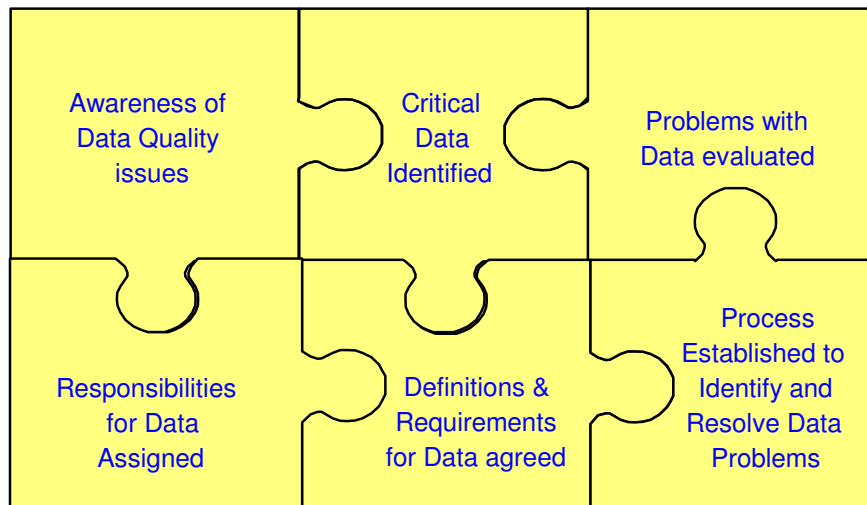 Awareness of
Data Quality
issues
Critical
Data
Identified
Problems with
Data evaluated
Responsibilities
for Data
Assigned
Definitions &
Requirements
for Data agreed
Process
Established to
Identify and
Resolve Data
Problems